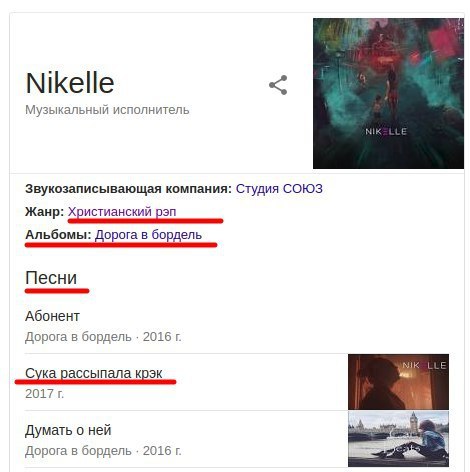 Nikelle
Музыкальный исполнитель
NIKELLE
Звукозаписывающая компания: Студия СОЮЗ
Жанр: Христианский рэп
Альбомы: Дорога в бордель
Песни
Абонент
Дорога в бордель · 2016 г.
Сука рассыпала крэк
2017 г.
NIKELLE
Думать о ней
Дорога в бордель · 2016 г.